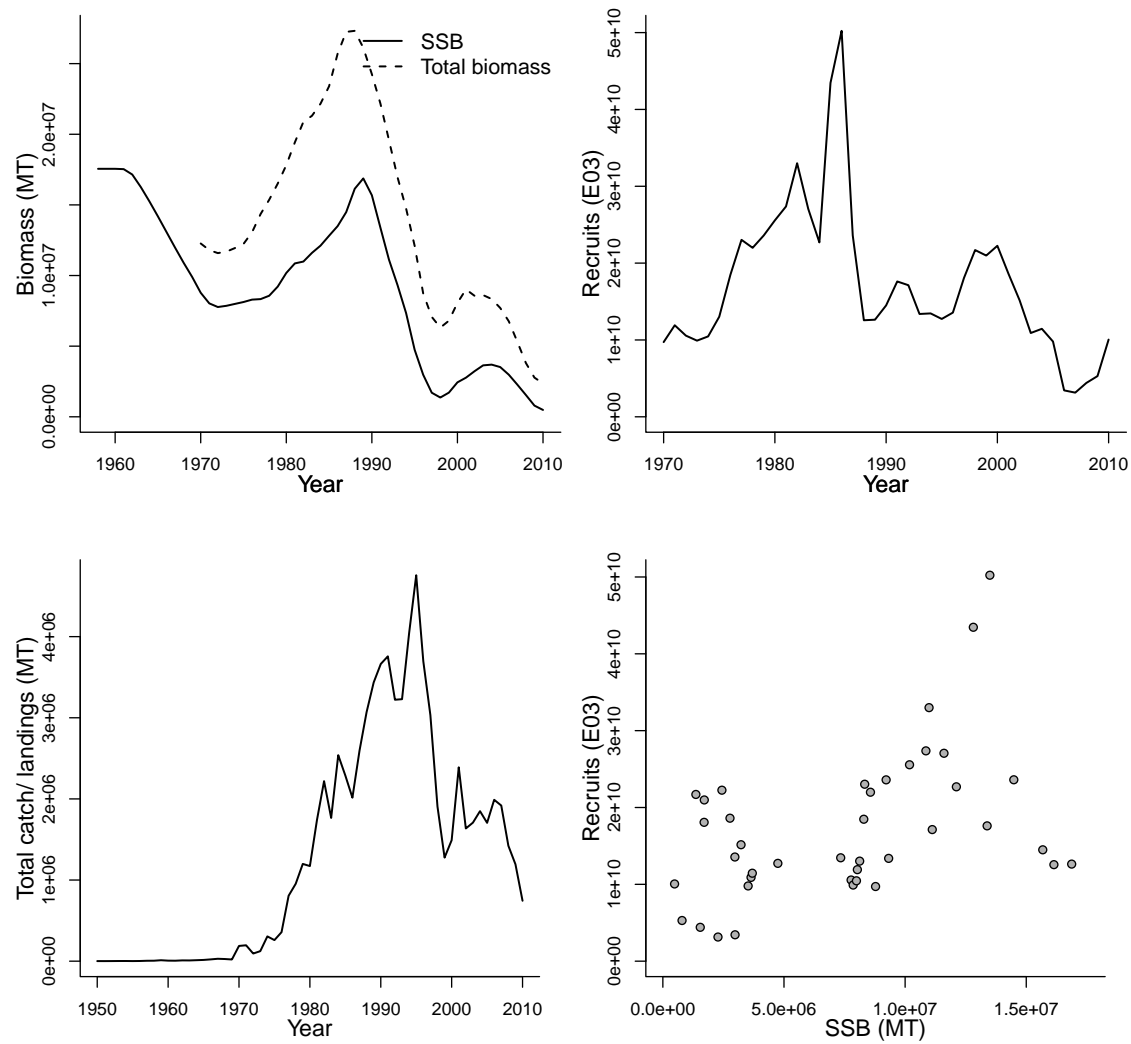 SSB
Total biomass
Biomass (MT)
0.0e+00
1.0e+07
2.0e+07
1960
1970
1980
1990
2000
2010
Year
Recruits (E03)
0e+00
1e+10
2e+10
3e+10
4e+10
5e+10
1970
1980
1990
2000
2010
Year
Total catch/ landings (MT)
0e+00
1e+06
2e+06
3e+06
4e+06
1950
1960
1970
1980
1990
2000
2010
Year
Recruits (E03)
0e+00
1e+10
2e+10
3e+10
4e+10
5e+10
0.0e+00
5.0e+06
1.0e+07
1.5e+07
SSB (MT)